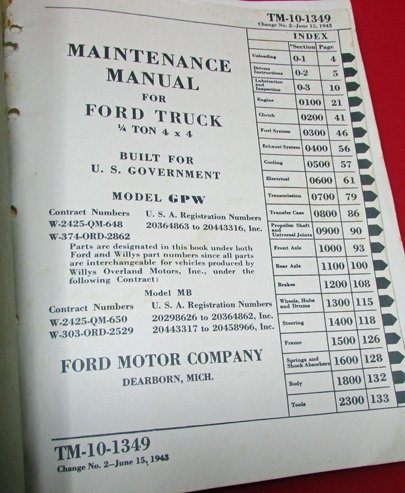 TM-10-1349
Change No. 2—June 15, 1943
MAINTENANCE
MANUAL
FOR
FORD TRUCK
¼ TON 4 x 4
BUILT FOR
U. S. GOVERNMENT
MODEL GPW
Contract Numbers U. S. A. Registration Numbers
W-2425-QM-648 20364863 to 20443316, Inc.
W-374-ORD-2862
Parts are designated in this book under both
Ford and Willys part numbers since all parts
are interchangeable for vehicles produced by
Willys Overland Motors, Inc., under the
following Contract:
Model MB
Contract Numbers U. S. A. Registration Numbers
W-2425-QM-650 20298626 to 20364862, Inc.
W-303-ORD-2529 20443317 to 20458966, Inc.
FORD MOTOR COMPANY
DEARBORN, MICH.
INDEX
*Section Page
Unloading 0-1 4
Drivers Instructions 0-2 5
Lubrication and Inspection 0-3 10
Engine 0100 21
Clutch 0200 41
Fuel System 0300 46
Exhaust System 0400 56
Cooling 0500 57
Electrical 0600 61
Transmission 0700 79
Transfer Case 0800 86
Propeller Shaft and Universal Joints 0900 90
Front Axle 1000 93
Rear Axle 1100 100
Brakes 1200 108
Wheels, Hubs and Drums 1300 115
Steering 1400 118
Frame 1500 126
Springs and Shock Absorbers 1600 128
Body 1800 132
Tools 2300 133
TM-10-1349
Change No. 2—June 15, 1943